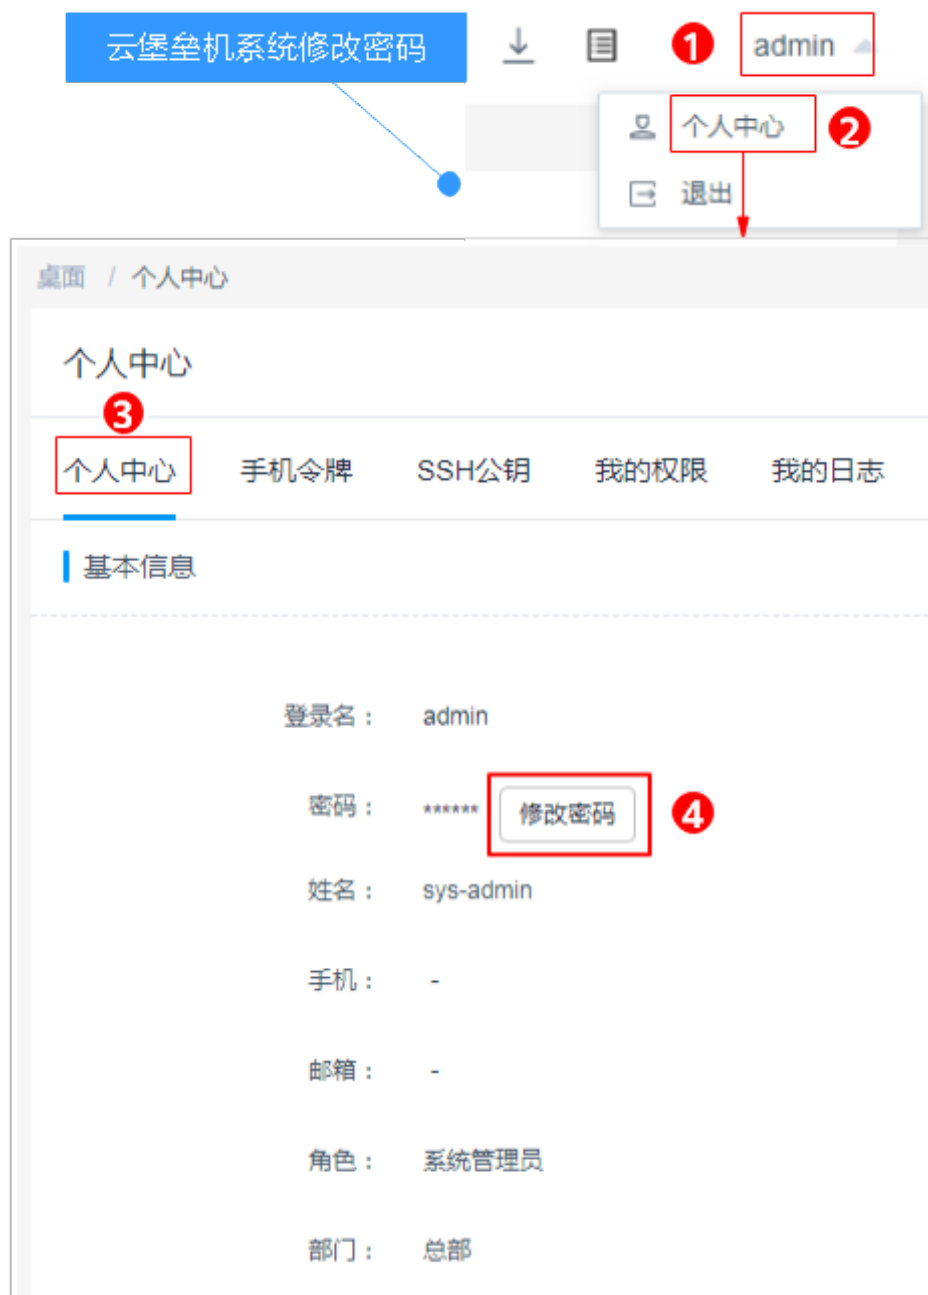 云堡垒机系统修改密码
1 admin
个人中心 2
退出
桌面 / 个人中心
个人中心
3
个人中心 手机令牌 SSH公钥 我的权限 我的日志
基本信息
登录名： admin
密码： ****** 修改密码 4
姓名： sys-admin
手机： -
邮箱： -
角色： 系统管理员
部门： 总部